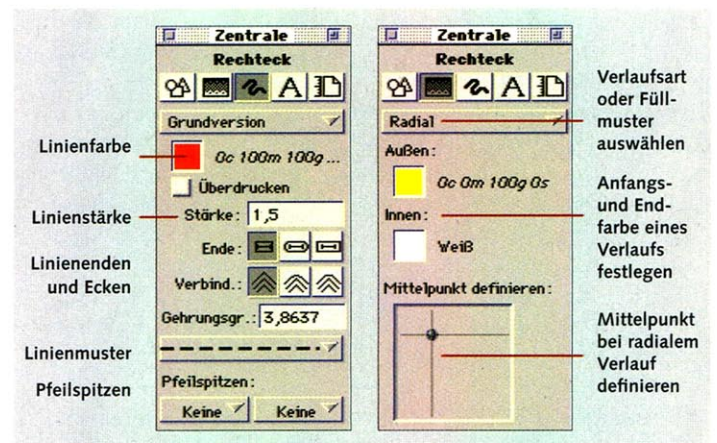 Linienfarbe
Linienstärke
Linienenden
und Ecken
Linienmuster
Pfeilspitzen
Zentrale
Rechteck
A
Grundversion
0c 100m 100g ...
Überdrucken
Stärke: 1,5
Ende:
Verbind.:
Gehrungsgr.: 3,8637
Pfeilspitzen:
Keine Keine
Zentrale
Rechteck
A
Radial
Außen:
0c 0m 100g 0s
Innen:
Weiß
Mittelpunkt definieren:
Verlaufsart
oder Füll-
muster
auswählen
Anfangs-
und End-
farbe eines
Verlaufs
festlegen
Mittelpunkt
bei radialem
Verlauf
definieren